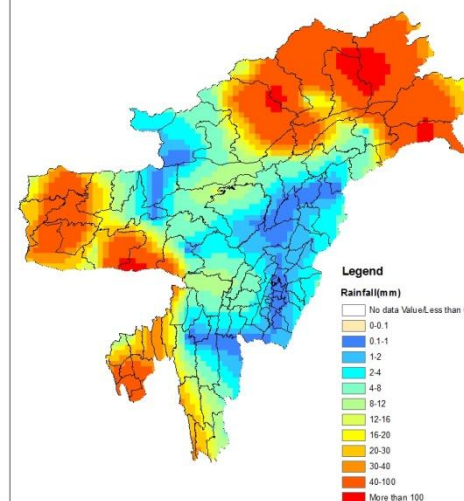 Legend
Rainfall(mm)
No data Value/Less than
0-0.1
0.1-1
1-2
2-4
4-8
8-12
12-16
16-20
20-30
30-40
40-100
More than 100